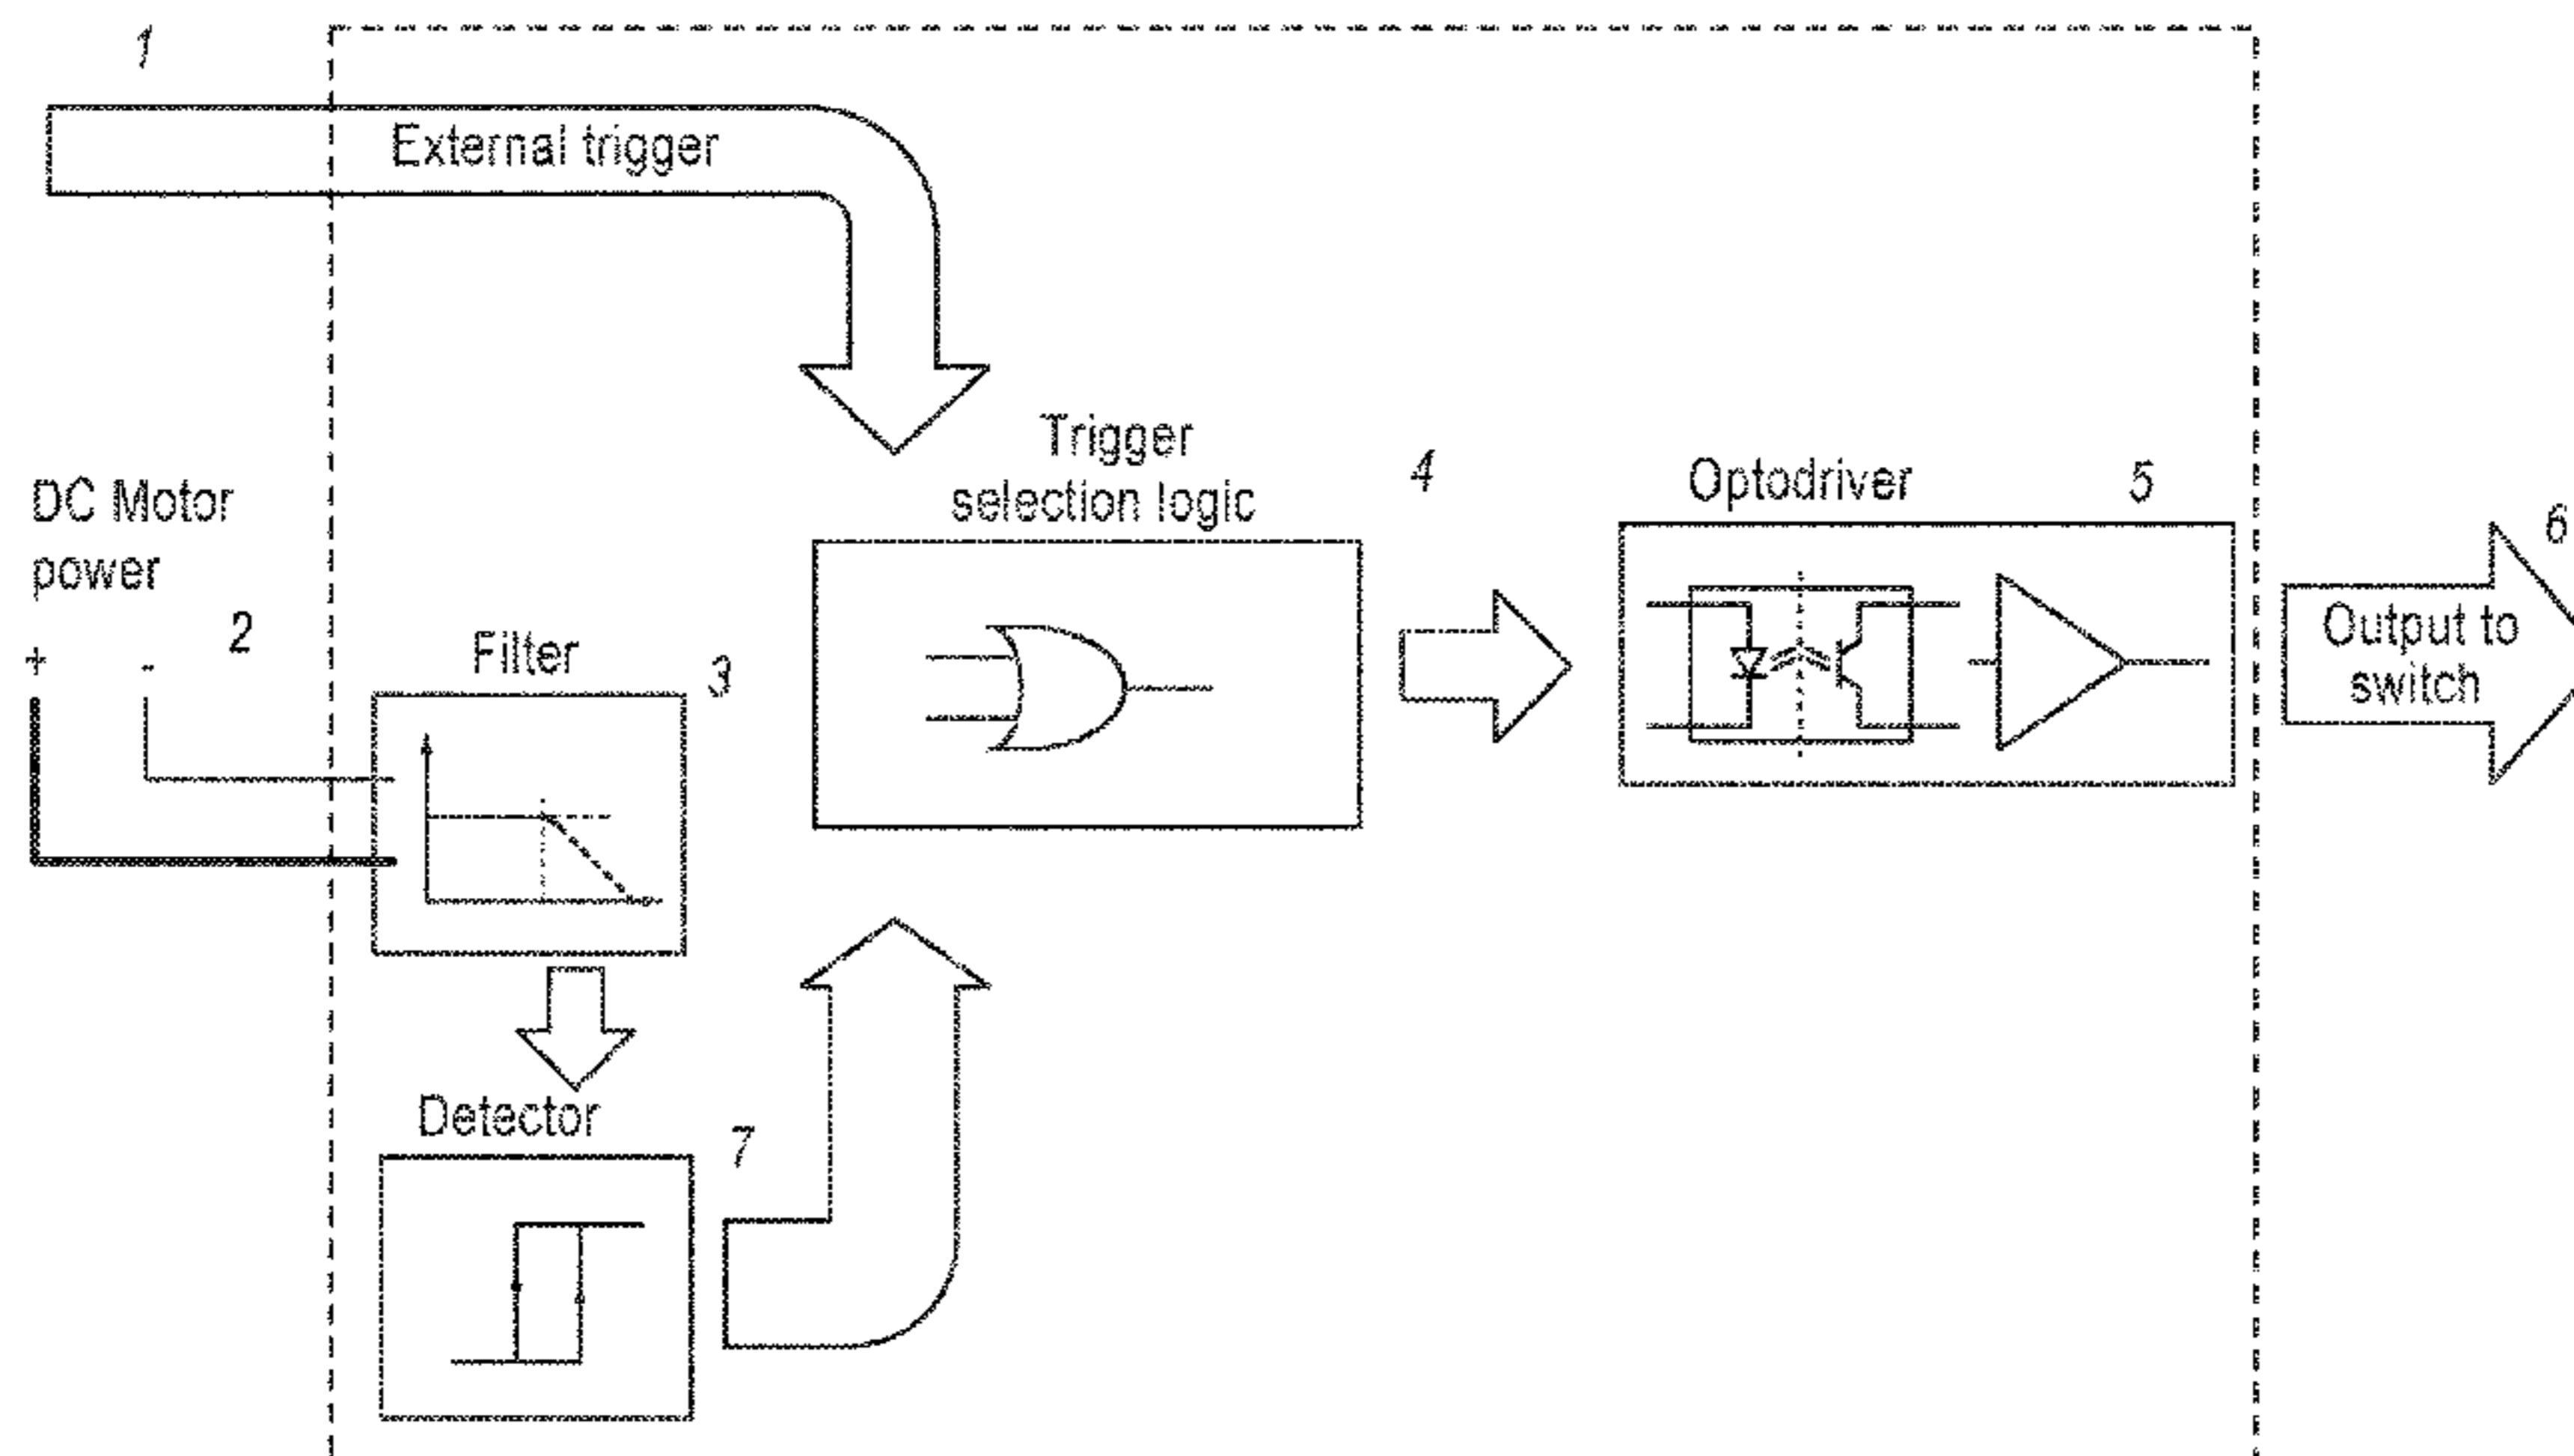 1
External trigger
Trigger
selection logic
4
DC Motor
power
2
+ -
Filter
3
Optodriver
5
6
Output to
switch
Detector
7